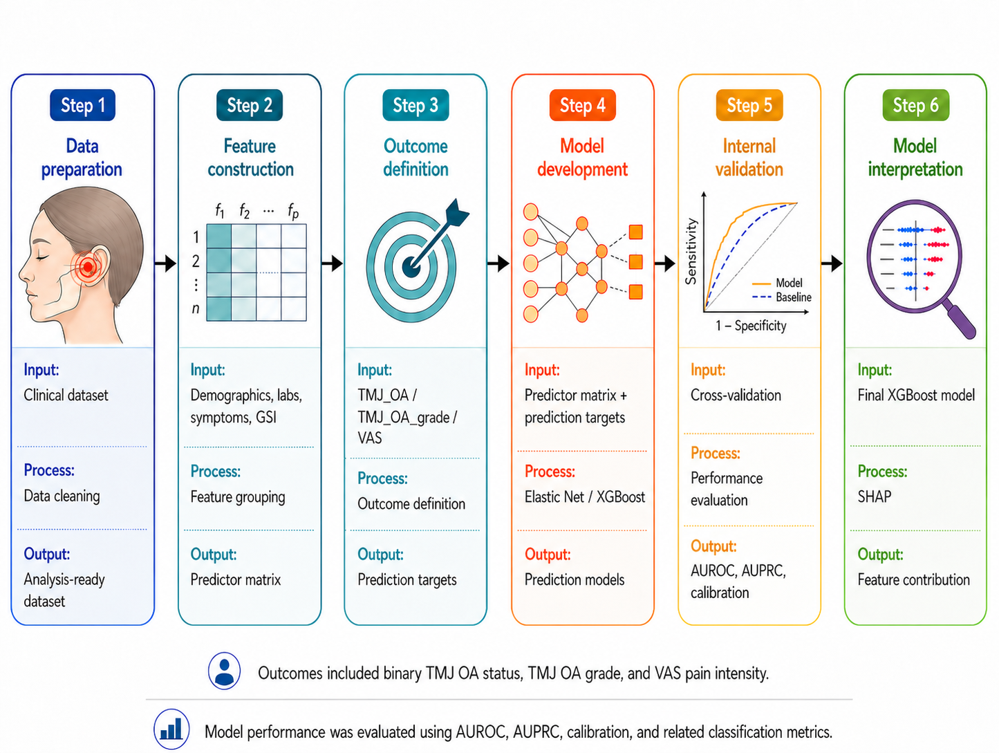 Step 1
Data
preparation
Input:
Clinical dataset
Process:
Data cleaning
Output:
Analysis-ready
dataset
Step 2
Feature
construction
f1 f2 ... fp
1
2
⋮
n
Input:
Demographics, labs,
symptoms, GSI
Process:
Feature grouping
Output:
Predictor matrix
Step 3
Outcome
definition
Input:
TMJ_OA /
TMJ_OA_grade /
VAS
Process:
Outcome definition
Output:
Prediction targets
Step 4
Model
development
Input:
Predictor matrix +
prediction targets
Process:
Elastic Net / XGBoost
Output:
Prediction models
Step 5
Internal
validation
Sensitivity
Model
Baseline
1 – Specificity
Input:
Cross-validation
Process:
Performance
evaluation
Output:
AUROC, AUPRC,
calibration
Step 6
Model
interpretation
Input:
Final XGBoost model
Process:
SHAP
Output:
Feature contribution
Outcomes included binary TMJ OA status, TMJ OA grade, and VAS pain intensity.
Model performance was evaluated using AUROC, AUPRC, calibration, and related classification metrics.